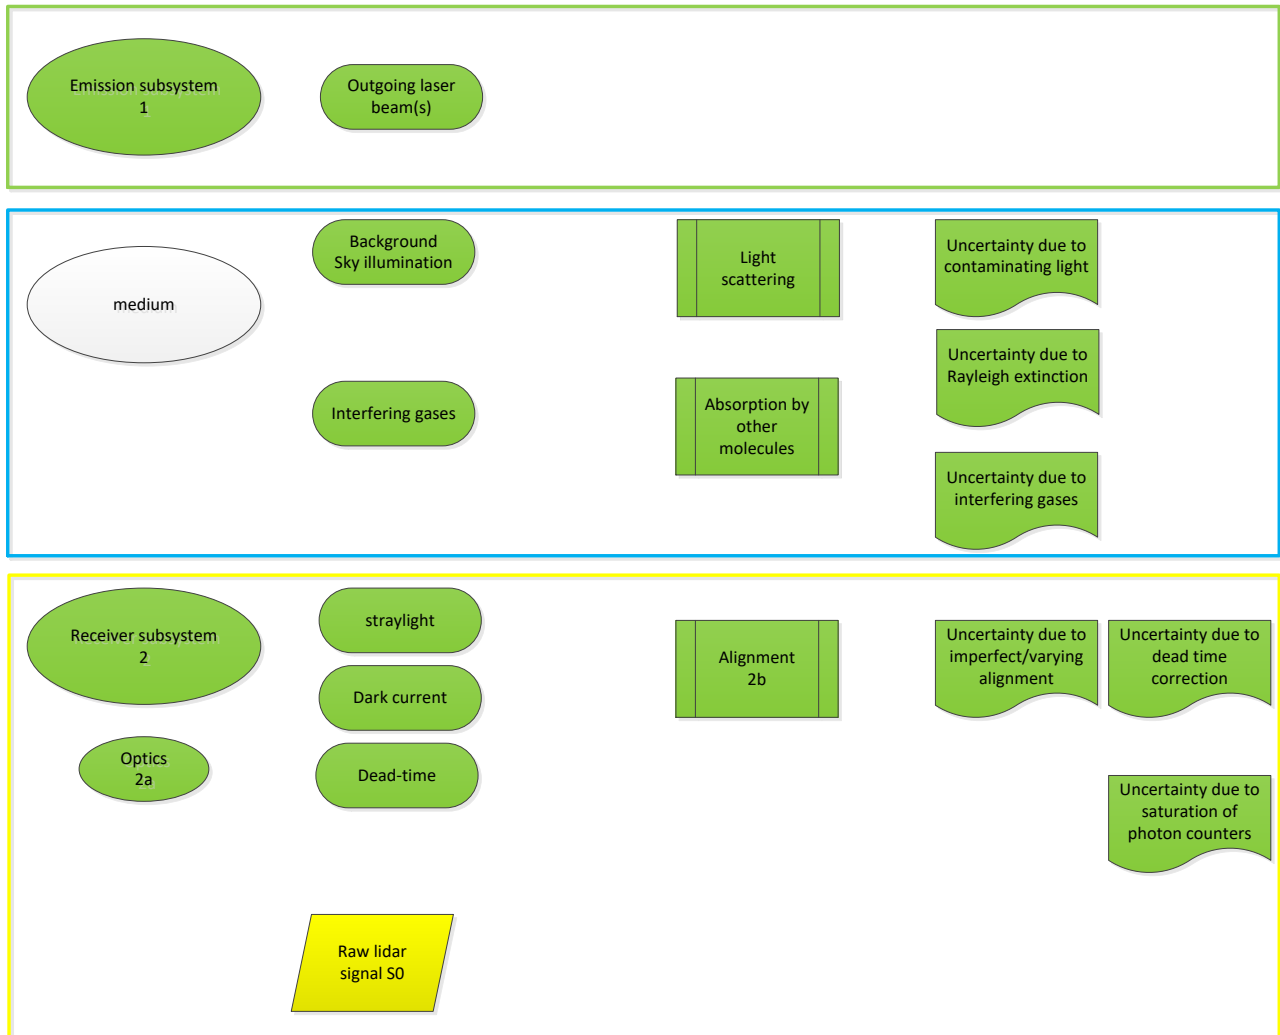 Emission subsystem
1
Outgoing laser
beam(s)
medium
Background
Sky illumination
Light
scattering
Uncertainty due to
contaminating light
Uncertainty due to
Rayleigh extinction
Interfering gases
Absorption by
other
molecules
Uncertainty due to
interfering gases
Receiver subsystem
2
straylight
Alignment
2b
Uncertainty due to
imperfect/varying
alignment
Uncertainty due to
dead time
correction
Dark current
Optics
2a
Dead-time
Uncertainty due to
saturation of
photon counters
Raw lidar
signal S0